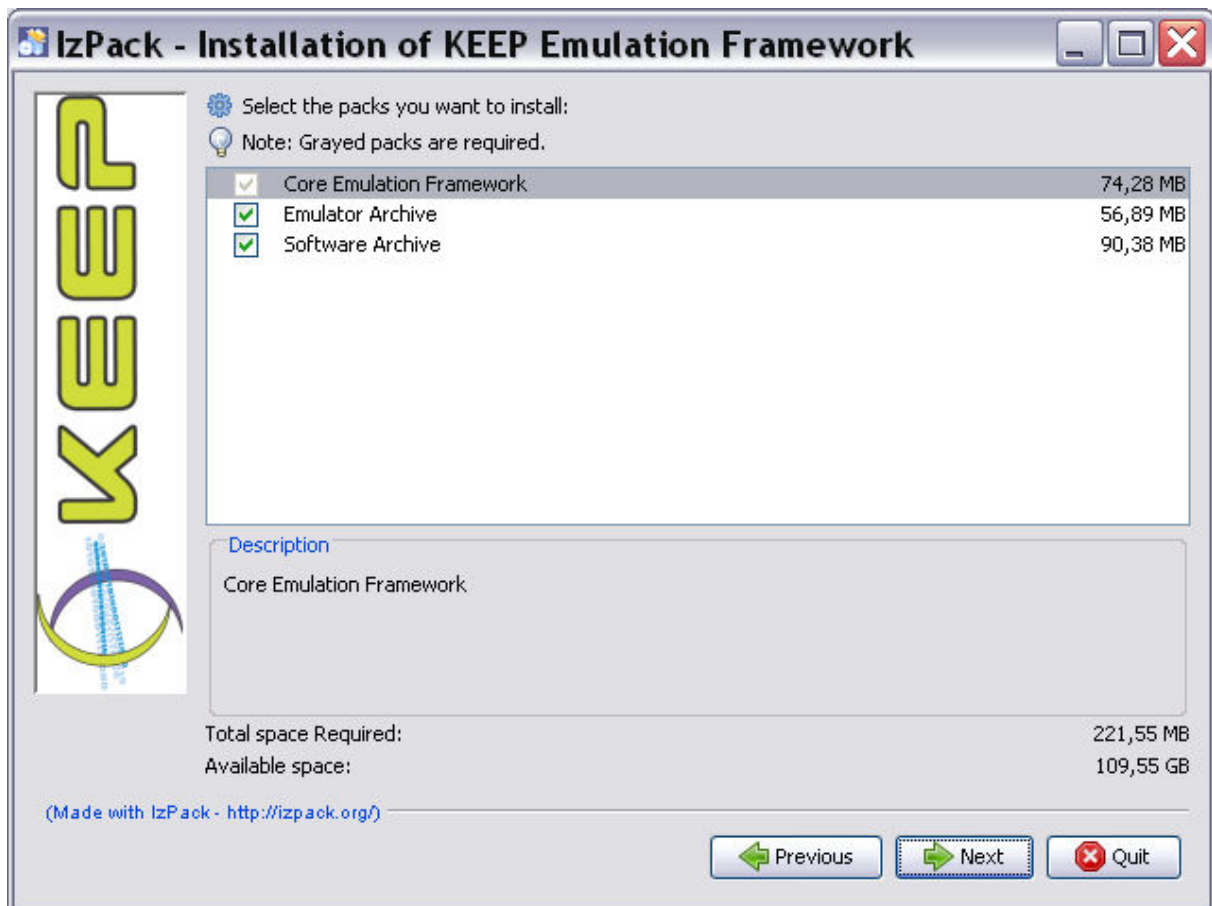 IzPack - Installation of KEEP Emulation Framework
KEEP
Select the packs you want to install:
Note: Grayed packs are required.
Core Emulation Framework 74,28 MB
Emulator Archive 56,89 MB
Software Archive 90,38 MB
Description
Core Emulation Framework
Total space Required: 221,55 MB
Available space: 109,55 GB
(Made with IzPack - http://izpack.org/)
Previous Next Quit